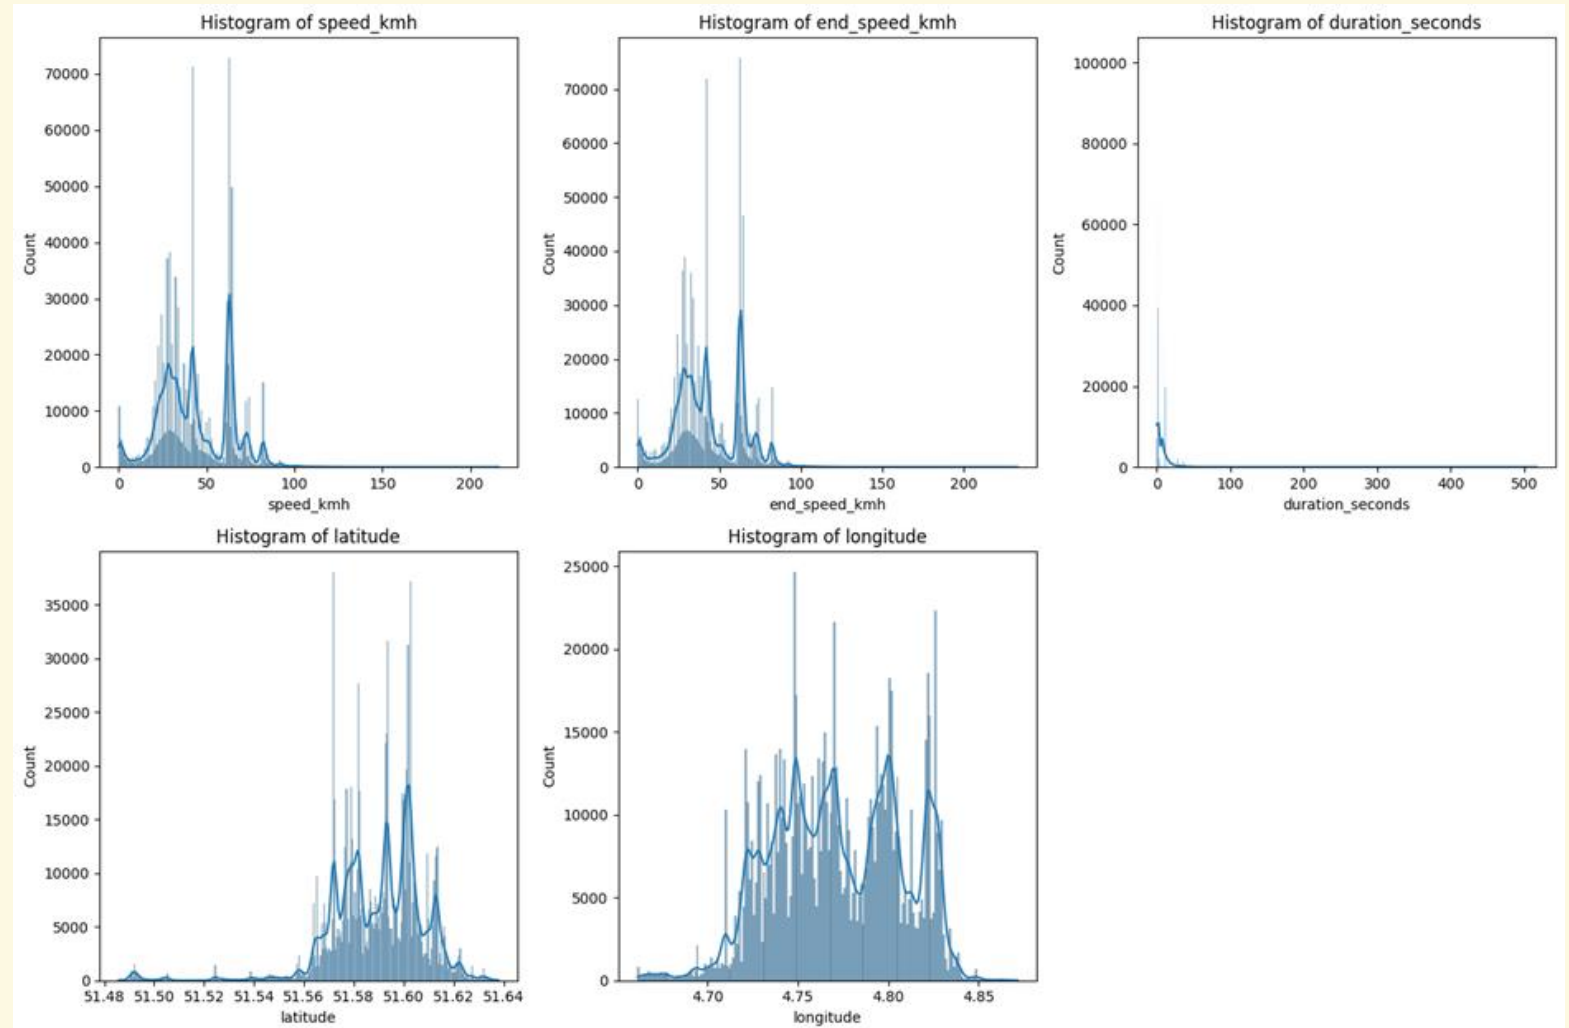 Histogram of speed_kmh
Count
70000
60000
50000
40000
30000
20000
10000
0
0 50 100 150 200
speed_kmh
Histogram of end_speed_kmh
Count
70000
60000
50000
40000
30000
20000
10000
0
0 50 100 150 200
end_speed_kmh
Histogram of duration_seconds
Count
100000
80000
60000
40000
20000
0
0 100 200 300 400 500
duration_seconds
Histogram of latitude
Count
35000
30000
25000
20000
15000
10000
5000
0
51.48 51.50 51.52 51.54 51.56 51.58 51.60 51.62 51.64
latitude
Histogram of longitude
Count
25000
20000
15000
10000
5000
0
4.70 4.75 4.80 4.85
longitude